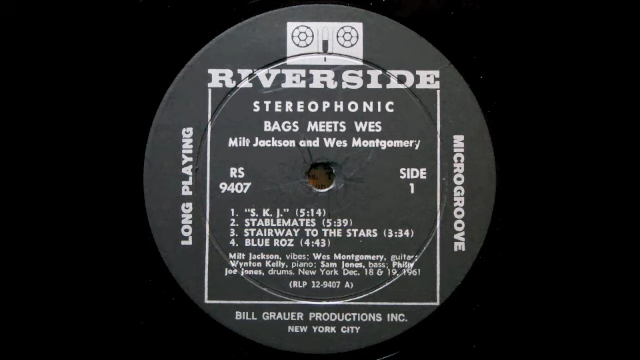 RIVERSIDE
STEREOPHONIC
BAGS MEETS WES
Milt Jackson and Wes Montgomery
LONG PLAYING
MICROGROOVE
RS
9407
SIDE
1
1. "S. K. J." (5:14)
2. STABLEMATES (5:39)
3. STAIRWAY TO THE STARS (3:34)
4. BLUE ROZ (4:43)
Milt Jackson, vibes; Wes Montgomery, guitar;
Wynton Kelly, piano; Sam Jones, bass; Philly
Joe Jones, drums. New York Dec. 18 & 19, 1961
(RLP 12-9407 A)
BILL GRAUER PRODUCTIONS INC.
NEW YORK CITY